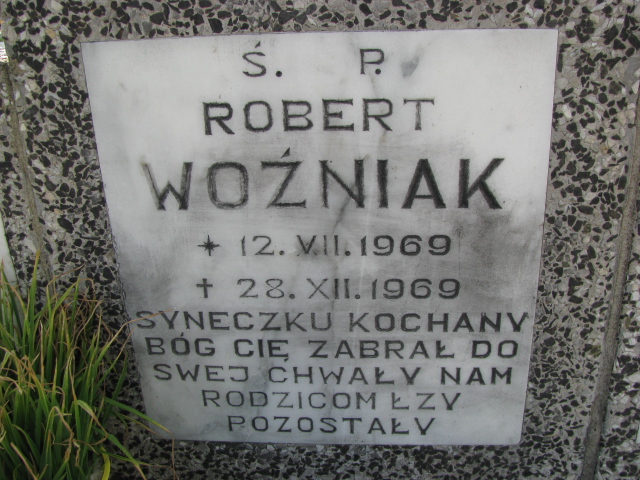 Ś. P.
ROBERT
WOŹNIAK
* 12. VII. 1969
† 28. XII. 1969
SYNECZKU KOCHANY
BÓG CIĘ ZABRAŁ DO
SWEJ CHWAŁY NAM
RODZICOM ŁZY
POZOSTAŁY